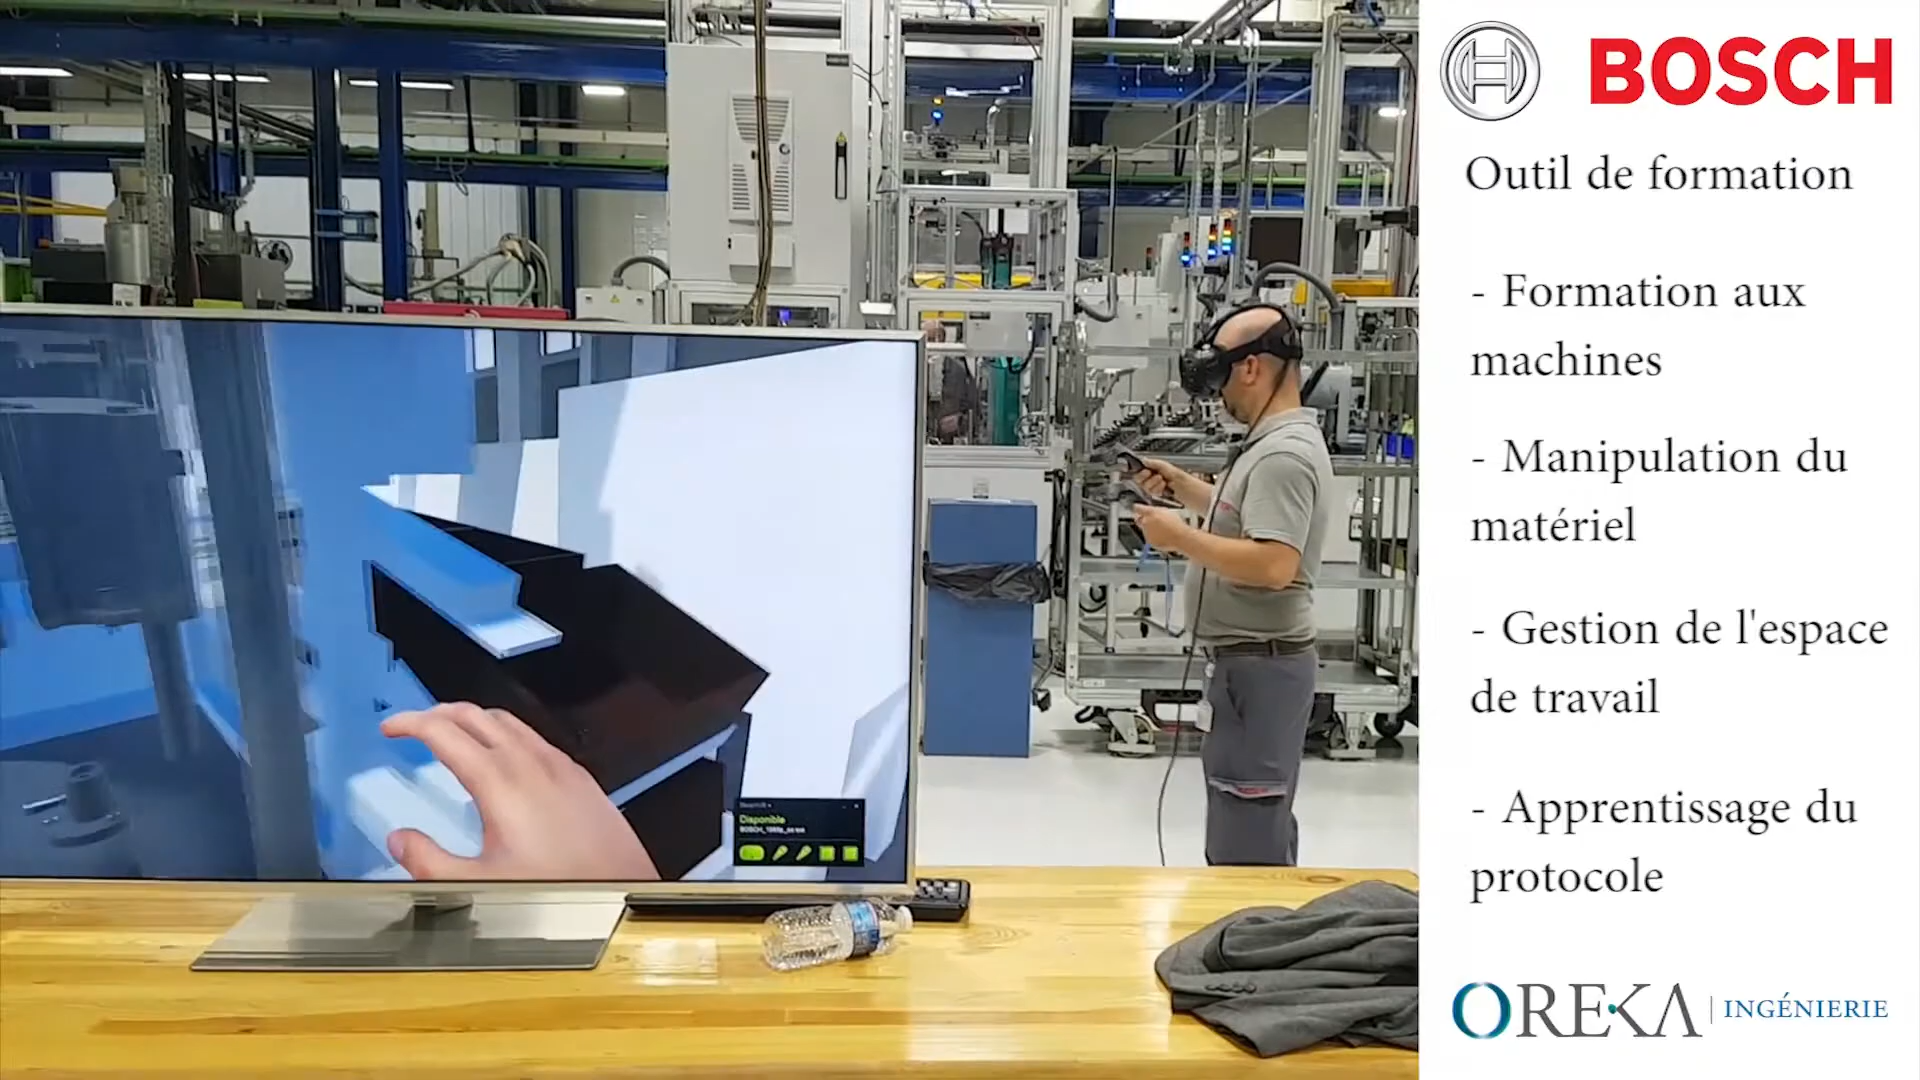 BOSCH
Outil de formation
- Formation aux
machines
- Manipulation du
matériel
- Gestion de l'espace
de travail
- Apprentissage du
protocole
Disponible
OREKA | INGÉNIERIE